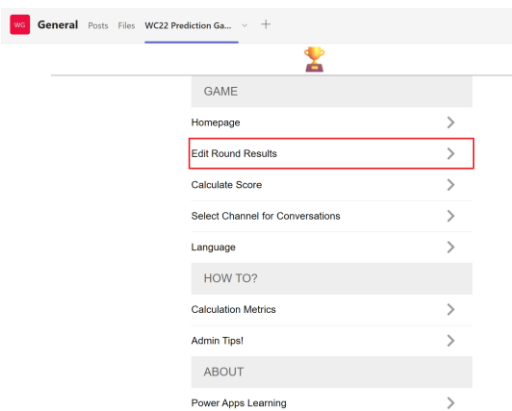 WG General Posts Files WC22 Prediction Ga...
GAME
Homepage
Edit Round Results
Calculate Score
Select Channel for Conversations
Language
HOW TO?
Calculation Metrics
Admin Tips!
ABOUT
Power Apps Learning